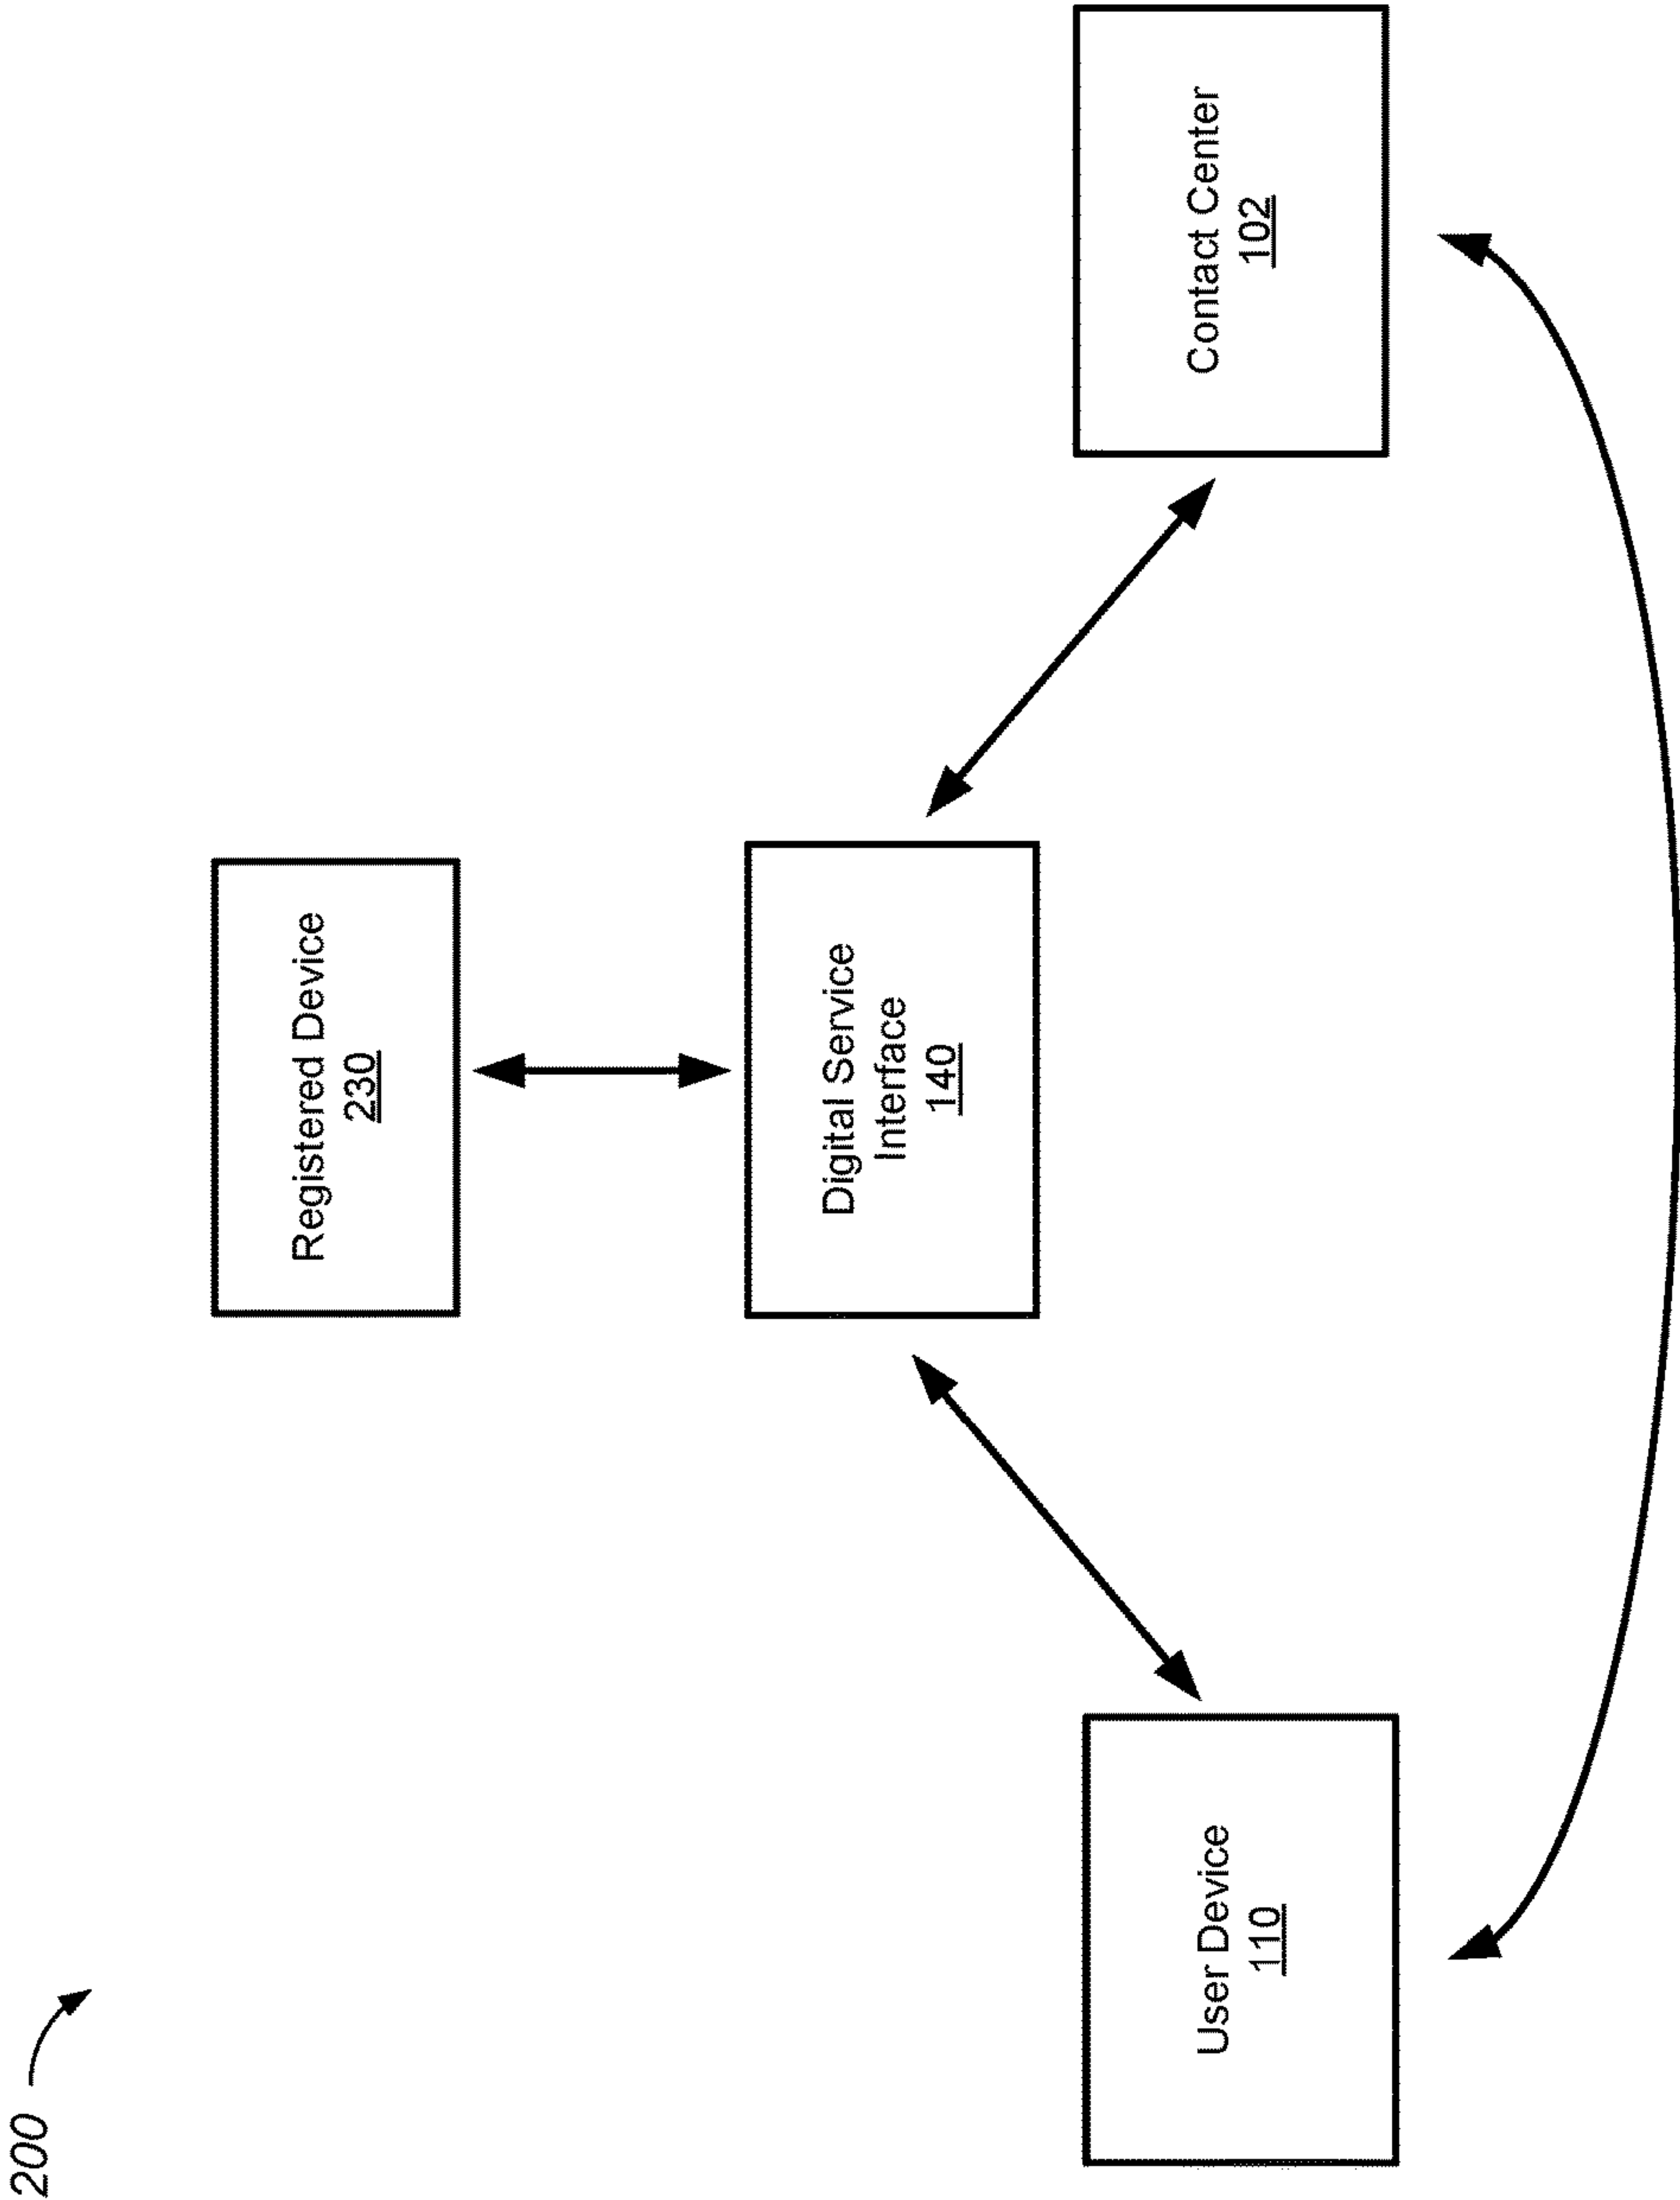 200
Registered Device
230
Digital Service
Interface
140
User Device
110
Contact Center
102